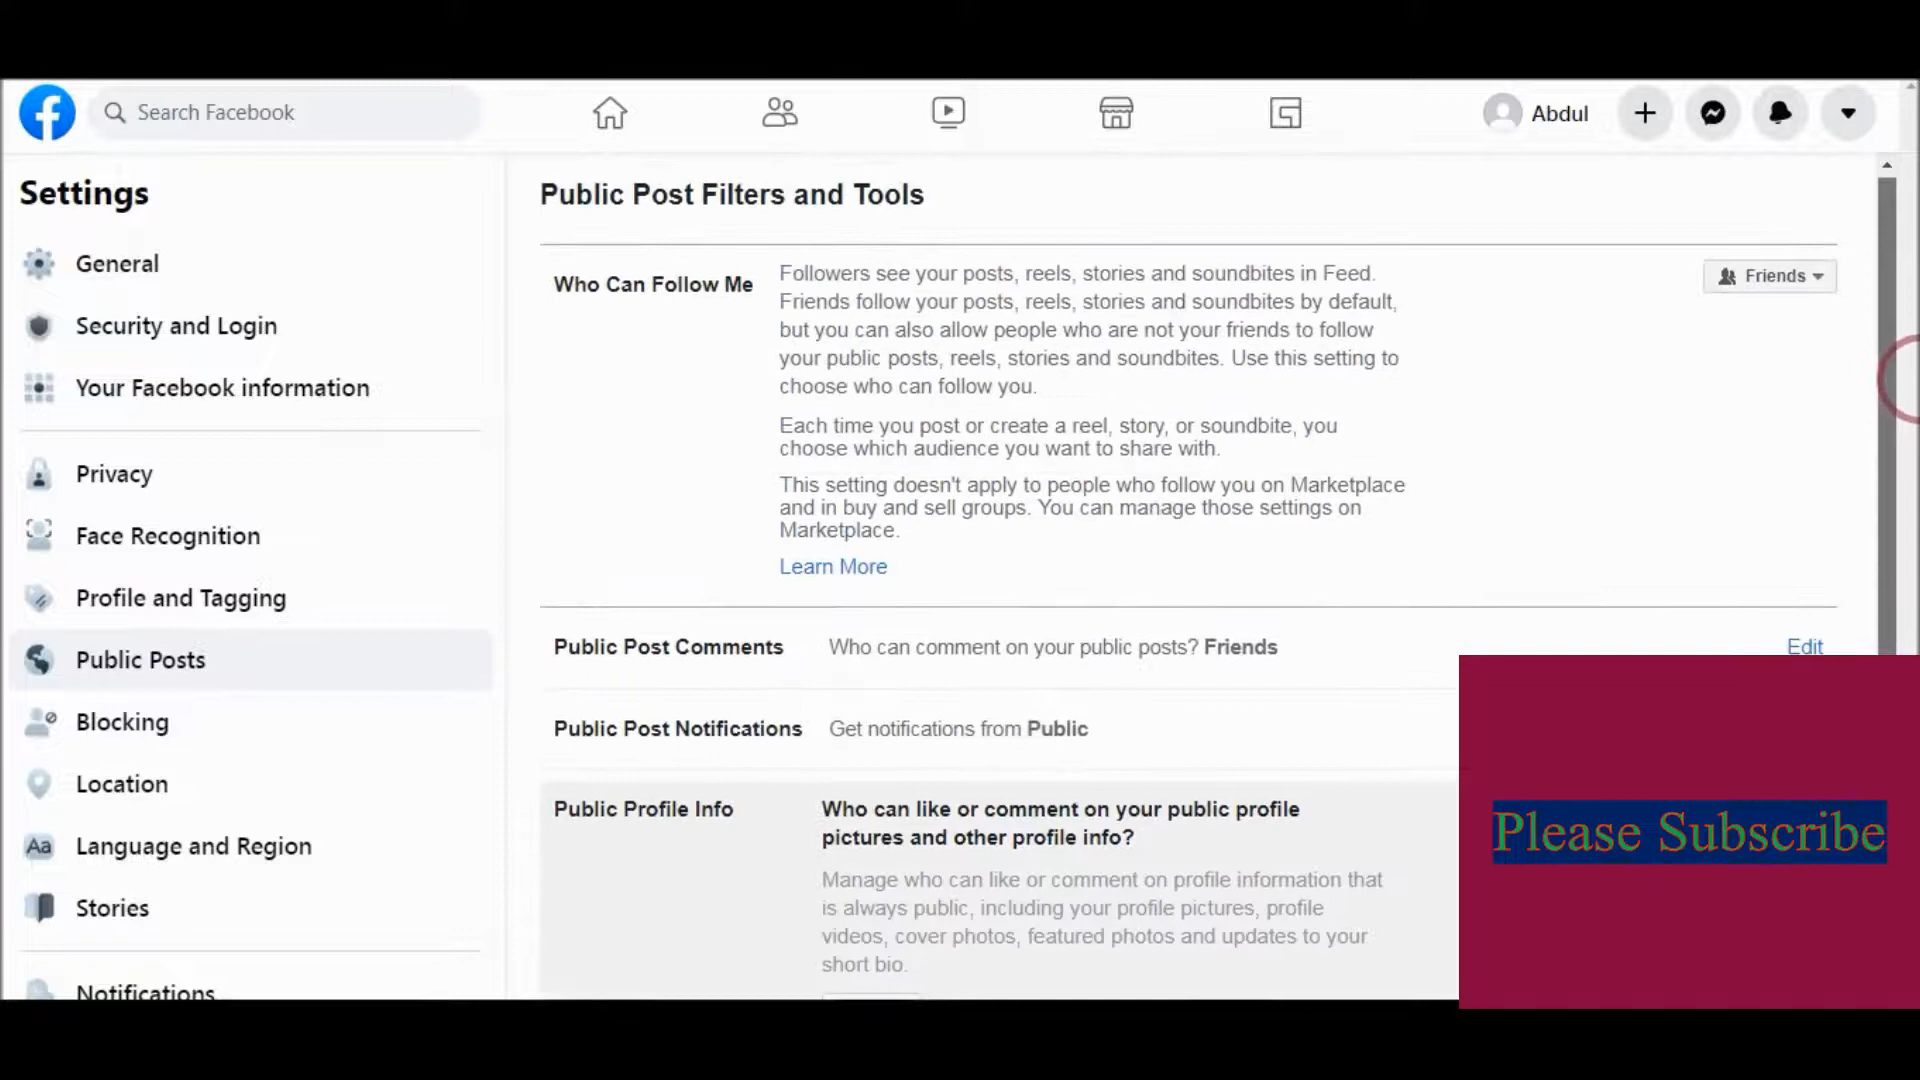 Search Facebook
Abdul
Settings
General
Security and Login
Your Facebook information
Privacy
Face Recognition
Profile and Tagging
Public Posts
Blocking
Location
Aa Language and Region
Stories
Notifications
Public Post Filters and Tools
Who Can Follow Me
Followers see your posts, reels, stories and soundbites in Feed.
Friends follow your posts, reels, stories and soundbites by default,
but you can also allow people who are not your friends to follow
your public posts, reels, stories and soundbites. Use this setting to
choose who can follow you.
Each time you post or create a reel, story, or soundbite, you
choose which audience you want to share with.
This setting doesn't apply to people who follow you on Marketplace
and in buy and sell groups. You can manage those settings on
Marketplace.
Learn More
Friends
Public Post Comments Who can comment on your public posts? Friends Edit
Public Post Notifications Get notifications from Public
Public Profile Info
Who can like or comment on your public profile
pictures and other profile info?
Manage who can like or comment on profile information that
is always public, including your profile pictures, profile
videos, cover photos, featured photos and updates to your
short bio.
Please Subscribe